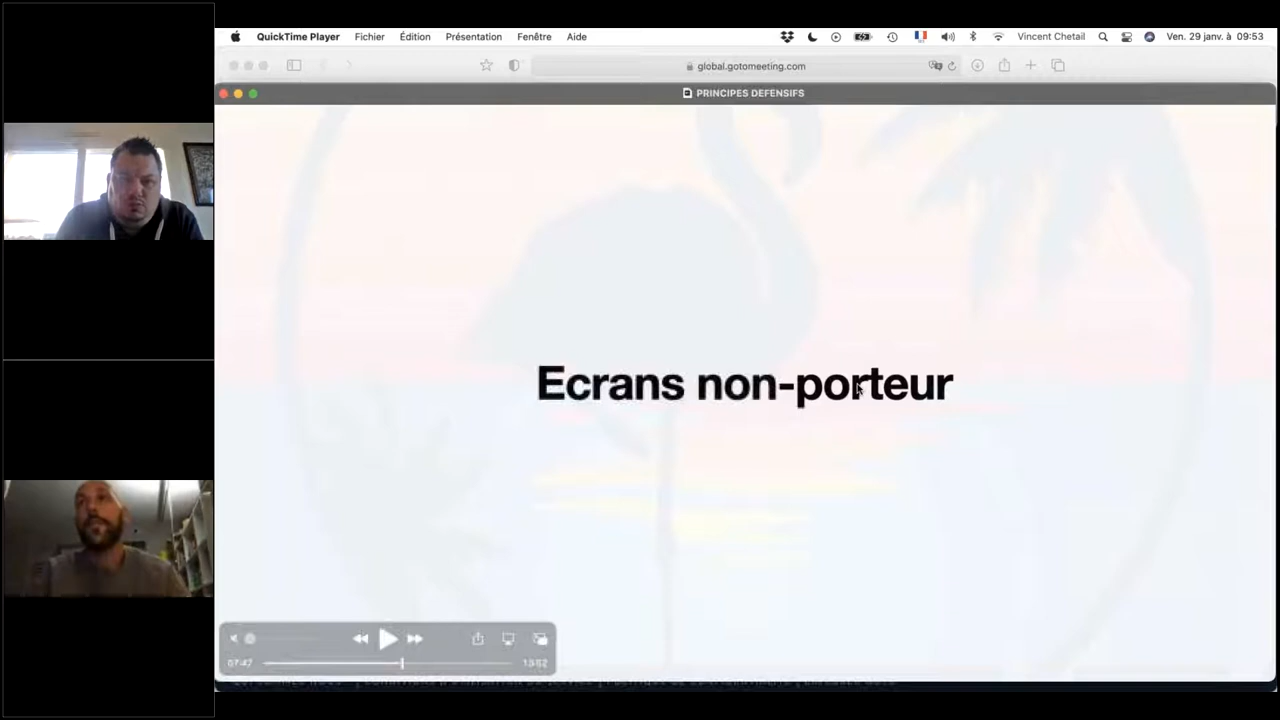 QuickTime Player Fichier Édition Présentation Fenêtre Aide Vincent Chetail Ven. 29 janv. à 09:53
global.gotomeeting.com
PRINCIPES DEFENSIFS
Ecrans non-porteur
07:47 13:52